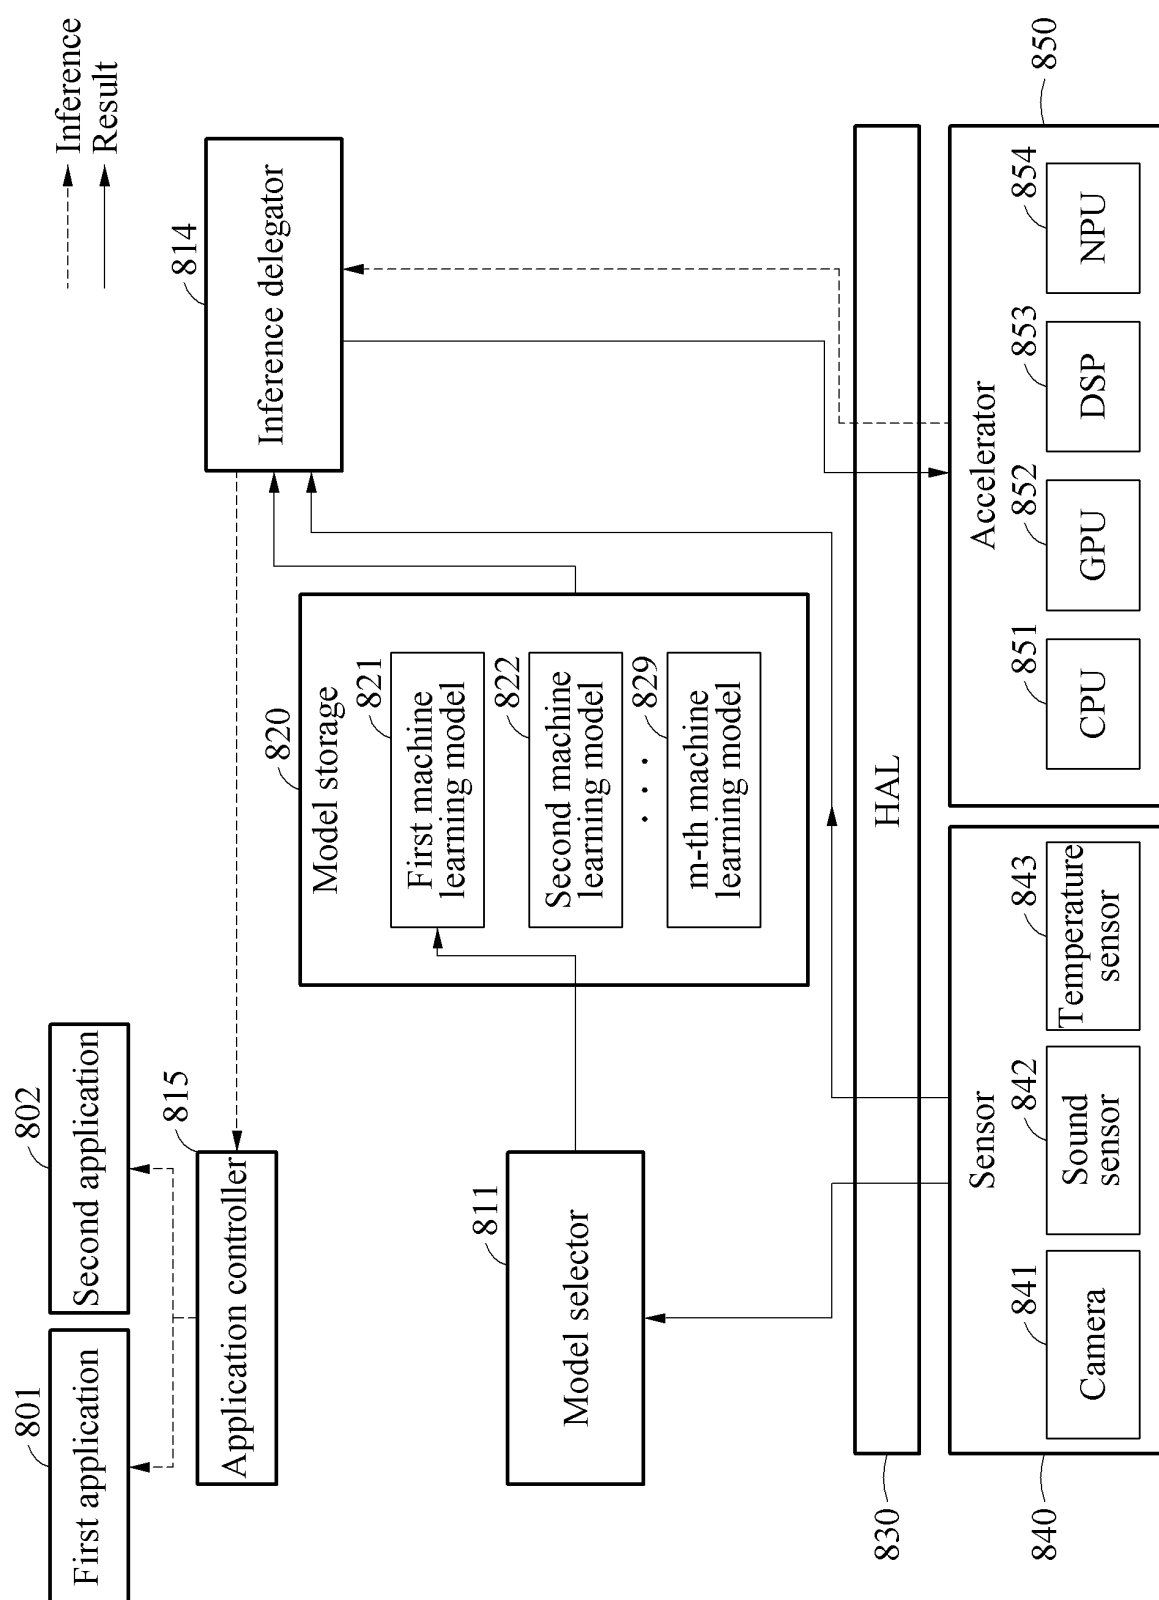 Inference
Result
801
First application
802
Second application
815
Application controller
814
Inference delegator
811
Model selector
820
Model storage
821
First machine
learning model
822
Second machine
learning model
. . . .
829
m-th machine
learning model
830
HAL
840
Sensor
841
Camera
842
Sound
sensor
843
Temperature
sensor
850
Accelerator
851
CPU
852
GPU
853
DSP
854
NPU